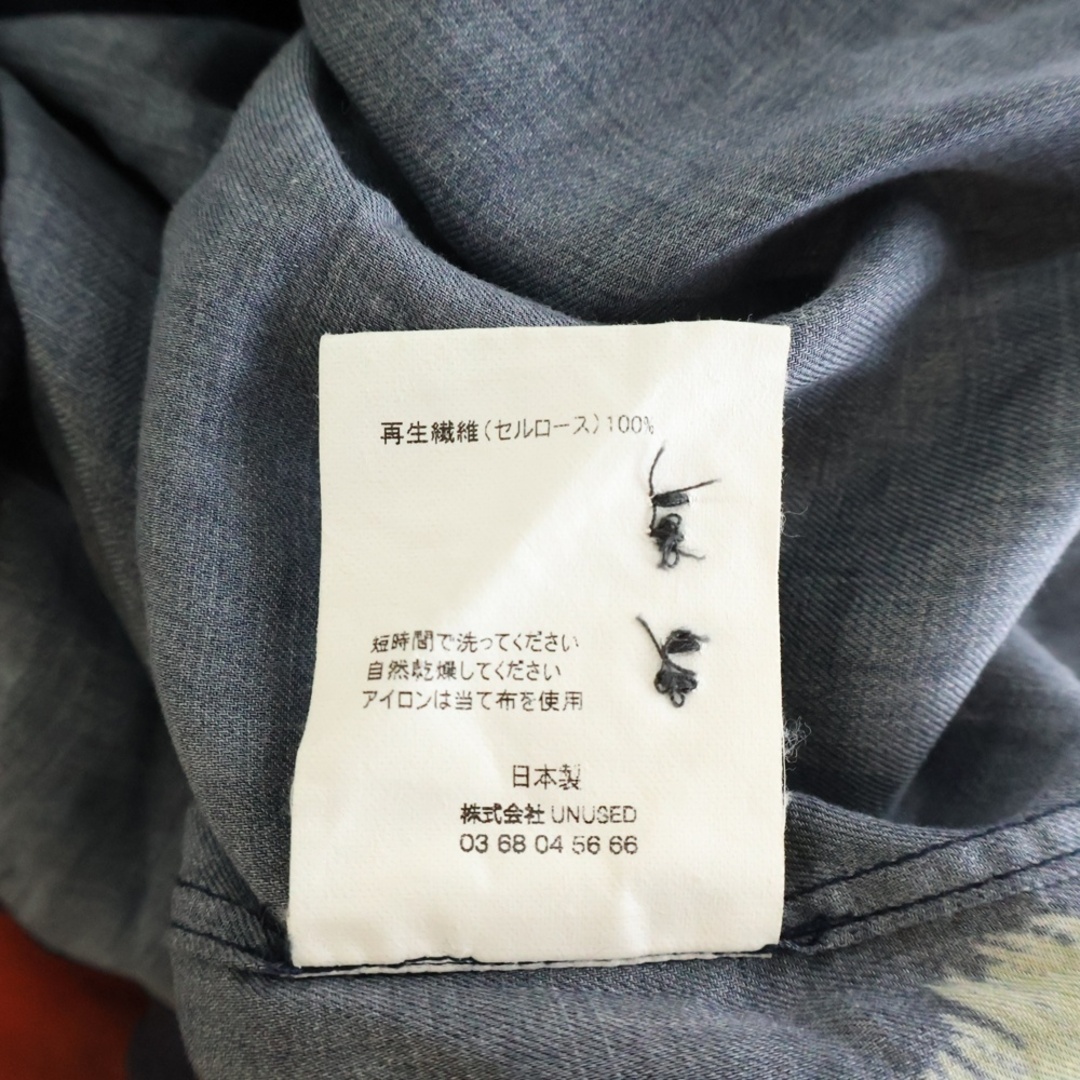 再生繊維(セルロース)100%
短時間で洗ってください
自然乾燥してください
アイロンは当て布を使用
日本製
株式会社 UNUSED
03 68 04 56 66